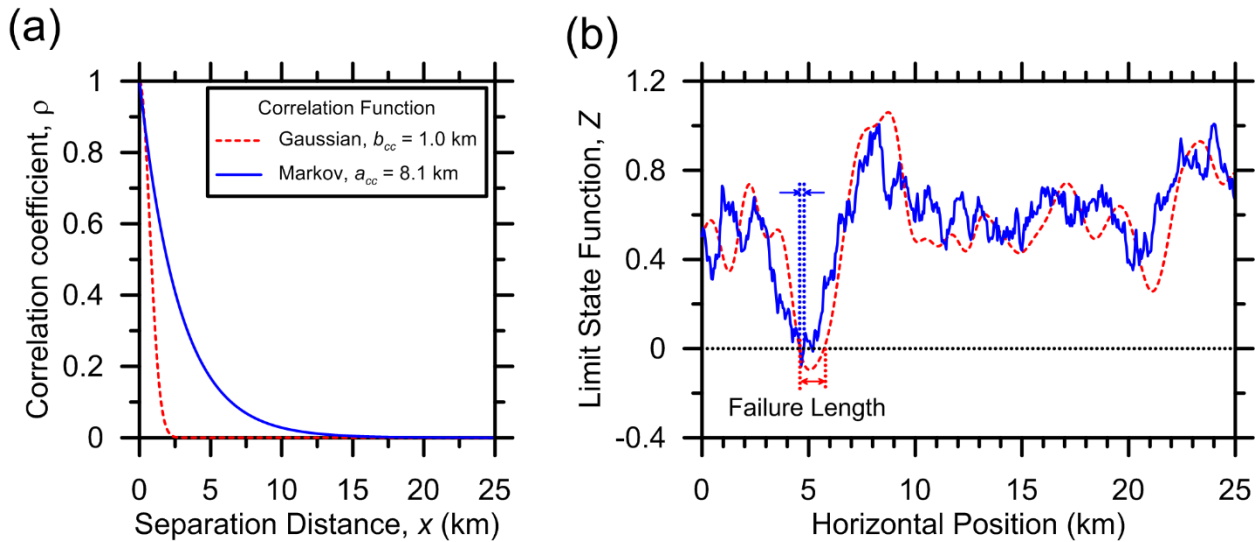 (a)
Correlation coefficient, ρ
1
0.8
0.6
0.4
0.2
0
Correlation Function
Gaussian, b_cc = 1.0 km
Markov, a_cc = 8.1 km
0 5 10 15 20 25
Separation Distance, x (km)
(b)
Limit State Function, Z
1.2
0.8
0.4
0
-0.4
Failure Length
0 5 10 15 20 25
Horizontal Position (km)